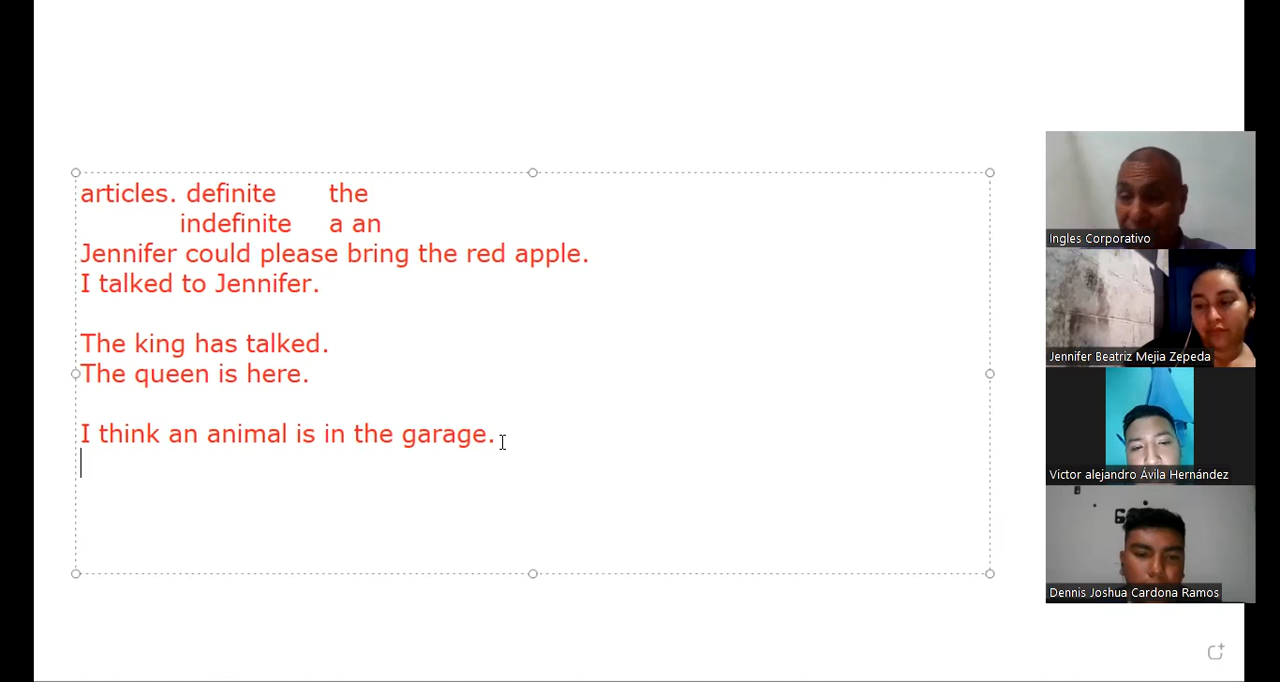 articles. definite the
indefinite a an
Jennifer could please bring the red apple.
I talked to Jennifer.
The king has talked.
The queen is here.
I think an animal is in the garage.
Ingles Corporativo
Jennifer Beatriz Mejia Zepeda
Victor alejandro Ávila Hernández
Dennis Joshua Cardona Ramos